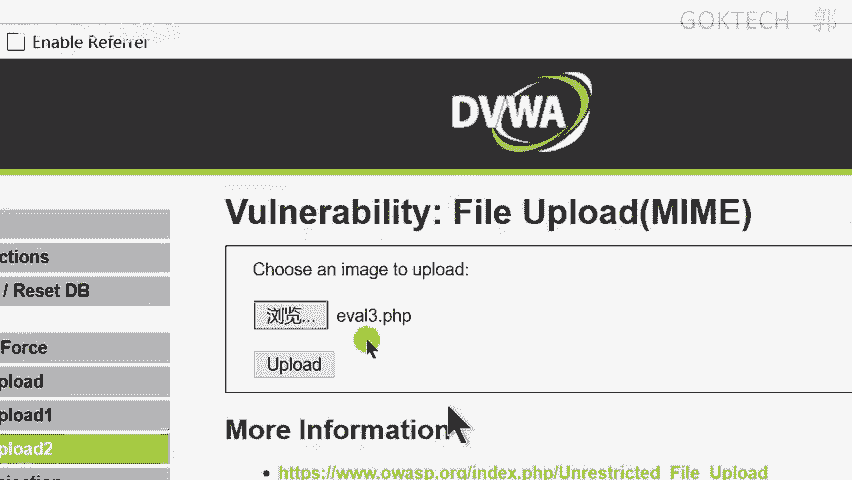 GOKTECH 郭
Enable Referrer
DVWA
Vulnerability: File Upload(MIME)
ctions
/ Reset DB
Force
pload
pload1
pload2
Choose an image to upload:
浏览... eval3.php
Upload
More Information
https://www.owasp.org/index.php/Unrestricted_File_Upload